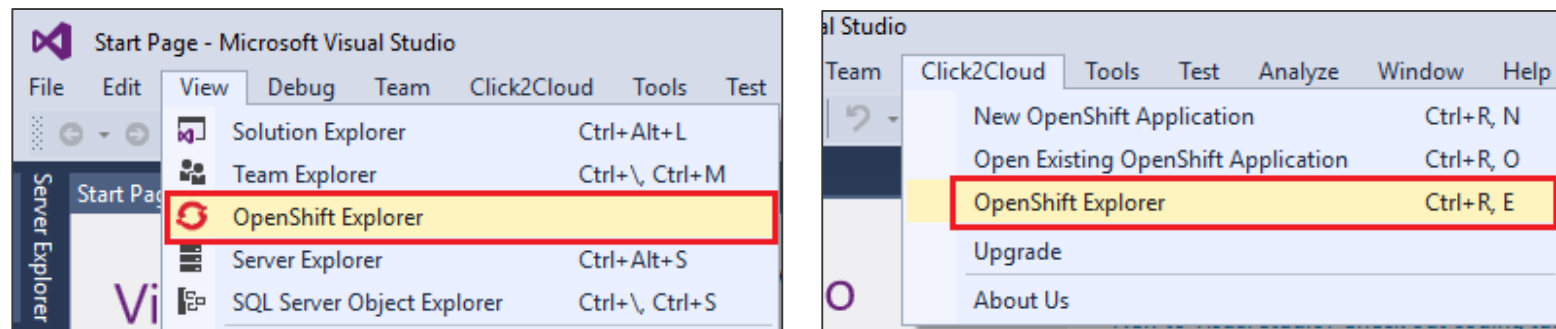 Start Page - Microsoft Visual Studio
File Edit View Debug Team Click2Cloud Tools Test
Solution Explorer Ctrl+Alt+L
Team Explorer Ctrl+\, Ctrl+M
Start Pag
OpenShift Explorer
Server Explorer Ctrl+Alt+S
SQL Server Object Explorer Ctrl+\, Ctrl+S
Server Explorer
Vi
al Studio
Team Click2Cloud Tools Test Analyze Window Help
New OpenShift Application Ctrl+R, N
Open Existing OpenShift Application Ctrl+R, O
OpenShift Explorer Ctrl+R, E
Upgrade
About Us
o